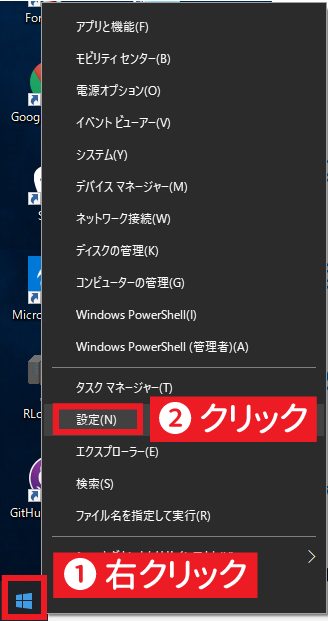 For
Goog
S
Micro
RLo
GitHu
アプリと機能(F)
モビリティ センター(B)
電源オプション(O)
イベント ビューアー(V)
システム(Y)
デバイス マネージャー(M)
ネットワーク接続(W)
ディスクの管理(K)
コンピューターの管理(G)
Windows PowerShell(I)
Windows PowerShell (管理者)(A)
タスク マネージャー(T)
設定(N)
❷ クリック
エクスプローラー(E)
検索(S)
ファイル名を指定して実行(R)
❶ 右クリック